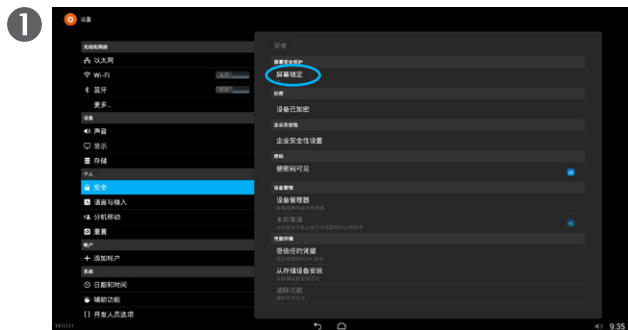 1
设置
无线和网络
以太网
Wi-Fi
蓝牙
更多...
设备
声音
显示
存储
个人
安全
语言与输入
分机移动
重置
帐户
添加帐户
系统
日期和时间
辅助功能
{} 开发人员选项
安全
屏幕安全保护
屏幕锁定
加密
设备已加密
企业安全性
企业安全性设置
密码
使密码可见
设备管理
设备管理器
未知来源
凭据存储
受信任的凭据
从存储设备安装
清除凭据
9:35